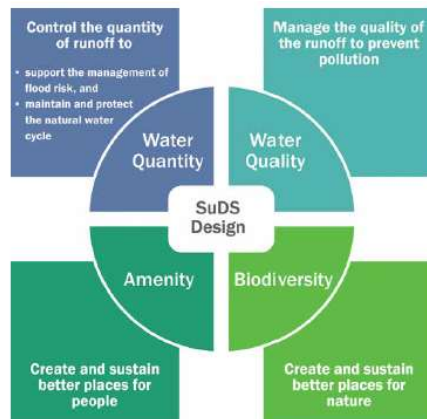 Control the quantity
of runoff to
• support the management of
flood risk, and
• maintain and protect
the natural water
cycle
Manage the quality of
the runoff to prevent
pollution
Water
Quantity
Water
Quality
SuDS
Design
Amenity
Biodiversity
Create and sustain
better places for
people
Create and sustain
better places for
nature